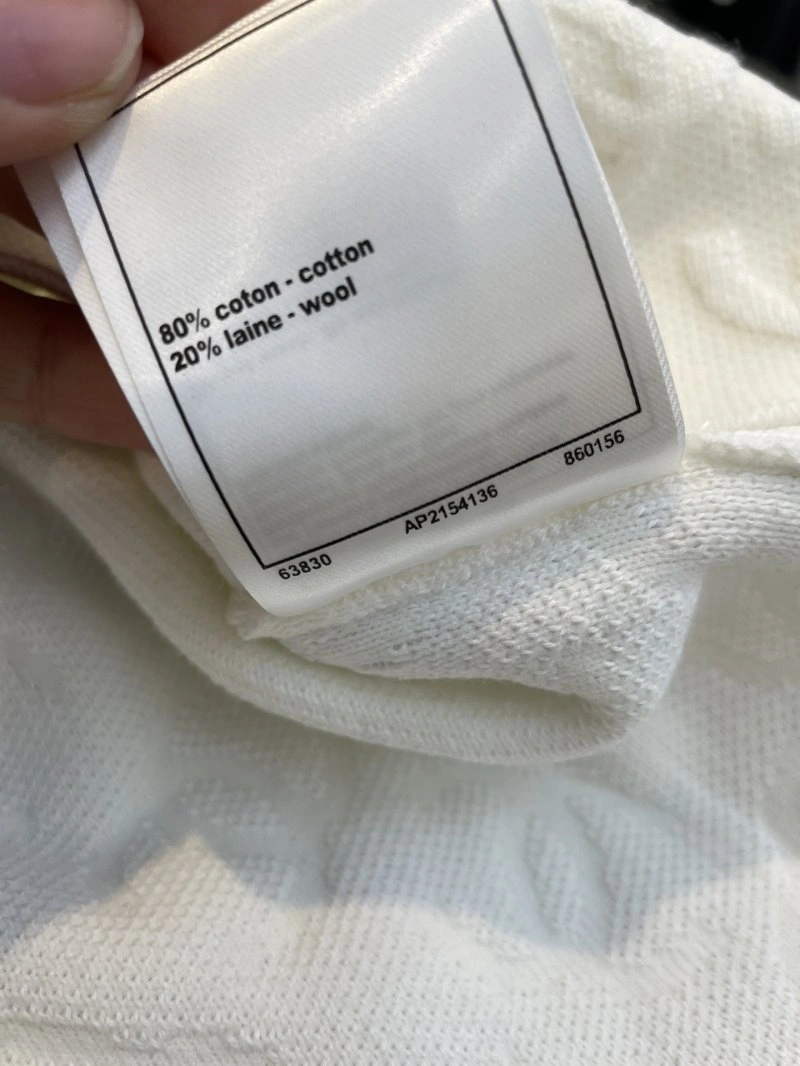 80% coton - cotton
20% laine - wool
63830 AP2154136 860156